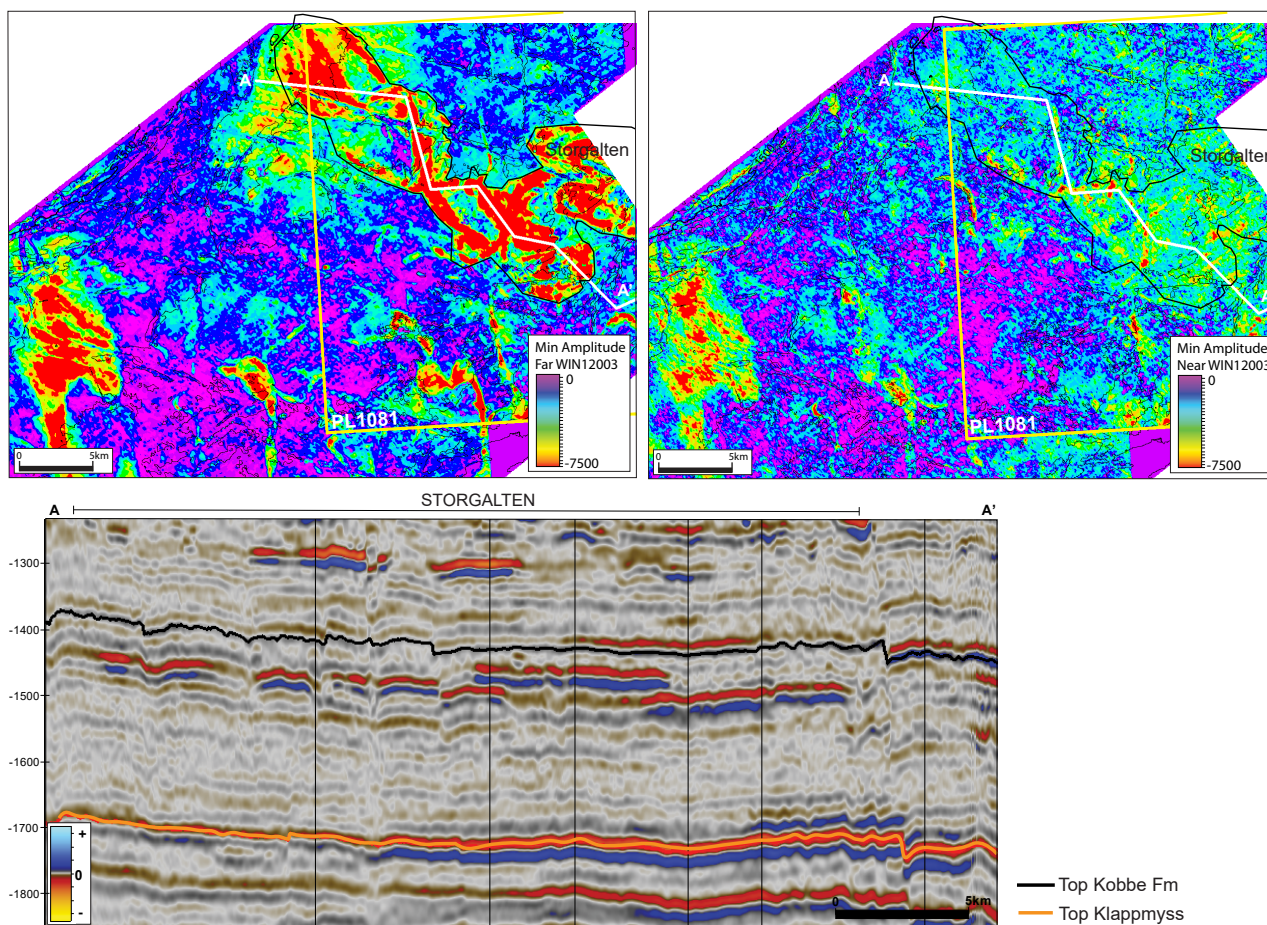 A
Storgalten
A'
PL1081
5km
0
Min Amplitude
Far WIN12003
0
-7500
A
Storgalten
PL1081
5km
0
Min Amplitude
Near WIN12003
0
-7500
STORGALTEN
A
A'
-1300
-1400
-1500
-1600
-1700
-1800
+
0
-
0
5km
Top Kobbe Fm
Top Klappmyss